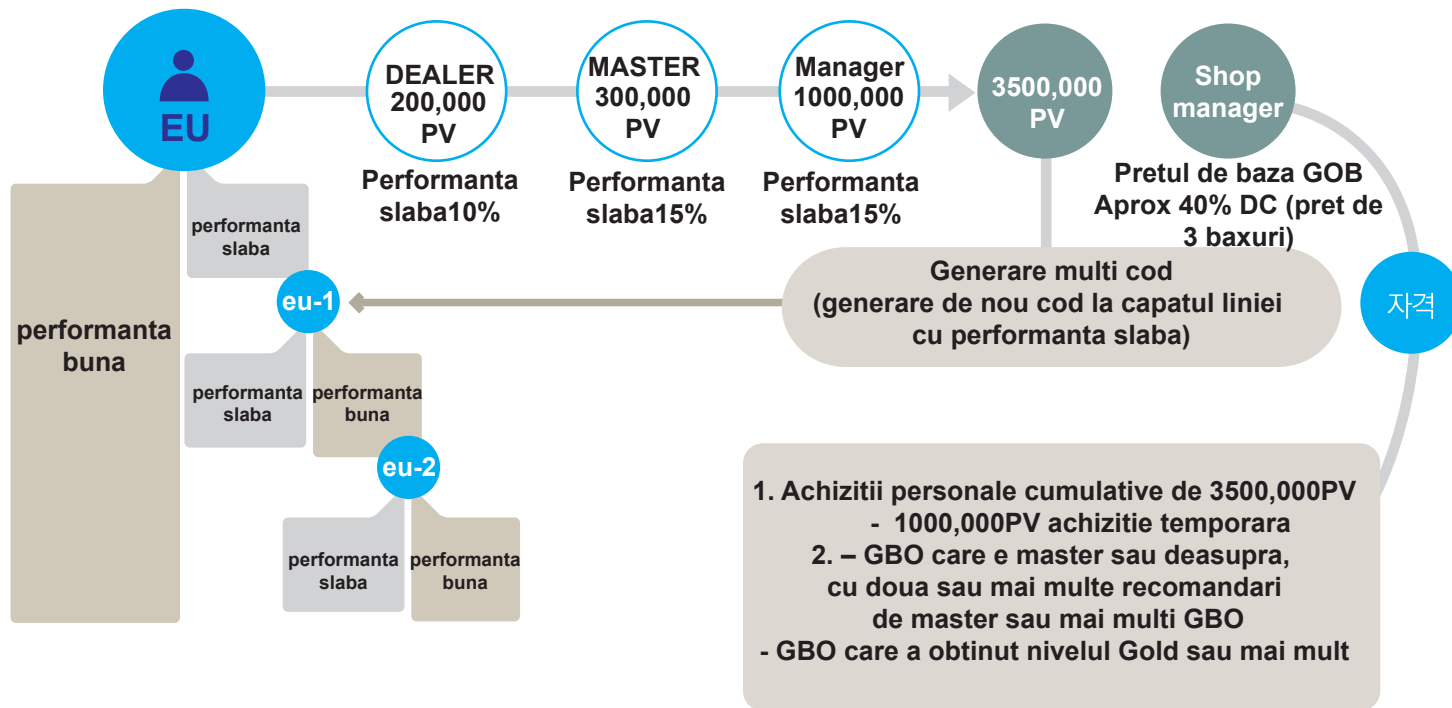 EU
DEALER
200,000
PV
Performanta
slaba10%
MASTER
300,000
PV
Performanta
slaba15%
Manager
1000,000
PV
Performanta
slaba15%
3500,000
PV
Shop
manager
Pretul de baza GOB
Aprox 40% DC (pret de
3 baxuri)
자격
Generare multi cod
(generare de nou cod la capatul liniei
cu performanta slaba)
performanta
buna
performanta
slaba
eu-1
performanta
slaba
performanta
buna
eu-2
performanta
slaba
performanta
buna
1. Achizitii personale cumulative de 3500,000PV
- 1000,000PV achizitie temporara
2. – GBO care e master sau deasupra,
cu doua sau mai multe recomandari
de master sau mai multi GBO
- GBO care a obtinut nivelul Gold sau mai mult